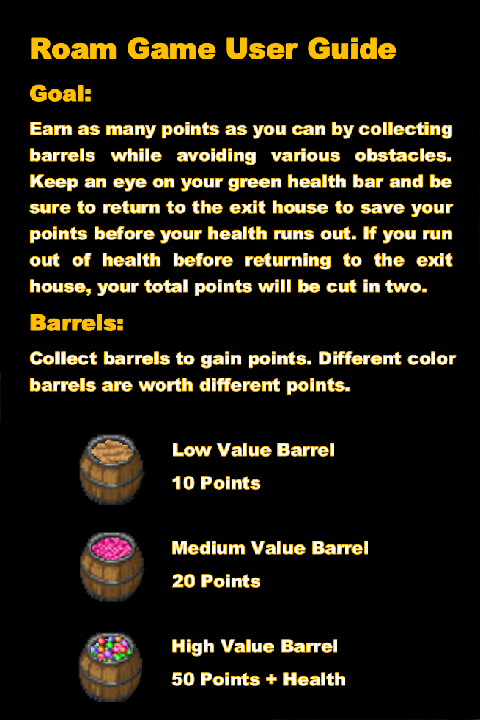 Roam Game User Guide
Goal:
Earn as many points as you can by collecting
barrels while avoiding various obstacles.
Keep an eye on your green health bar and be
sure to return to the exit house to save your
points before your health runs out. If you run
out of health before returning to the exit
house, your total points will be cut in two.
Barrels:
Collect barrels to gain points. Different color
barrels are worth different points.
Low Value Barrel
10 Points
Medium Value Barrel
20 Points
High Value Barrel
50 Points + Health